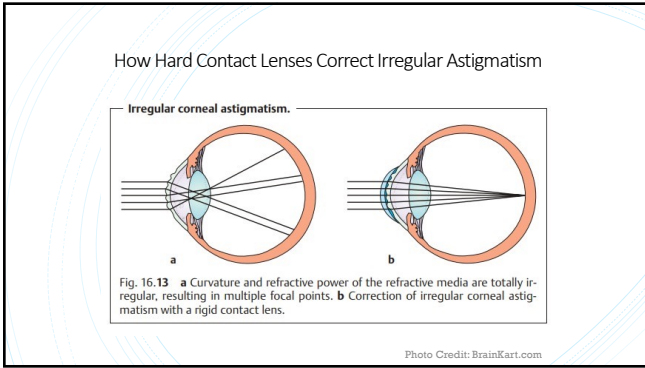 How Hard Contact Lenses Correct Irregular Astigmatism
Irregular corneal astigmatism.
a
b
Fig. 16.13 a Curvature and refractive power of the refractive media are totally ir-
regular, resulting in multiple focal points. b Correction of irregular corneal astig-
matism with a rigid contact lens.
Photo Credit: BrainKart.com